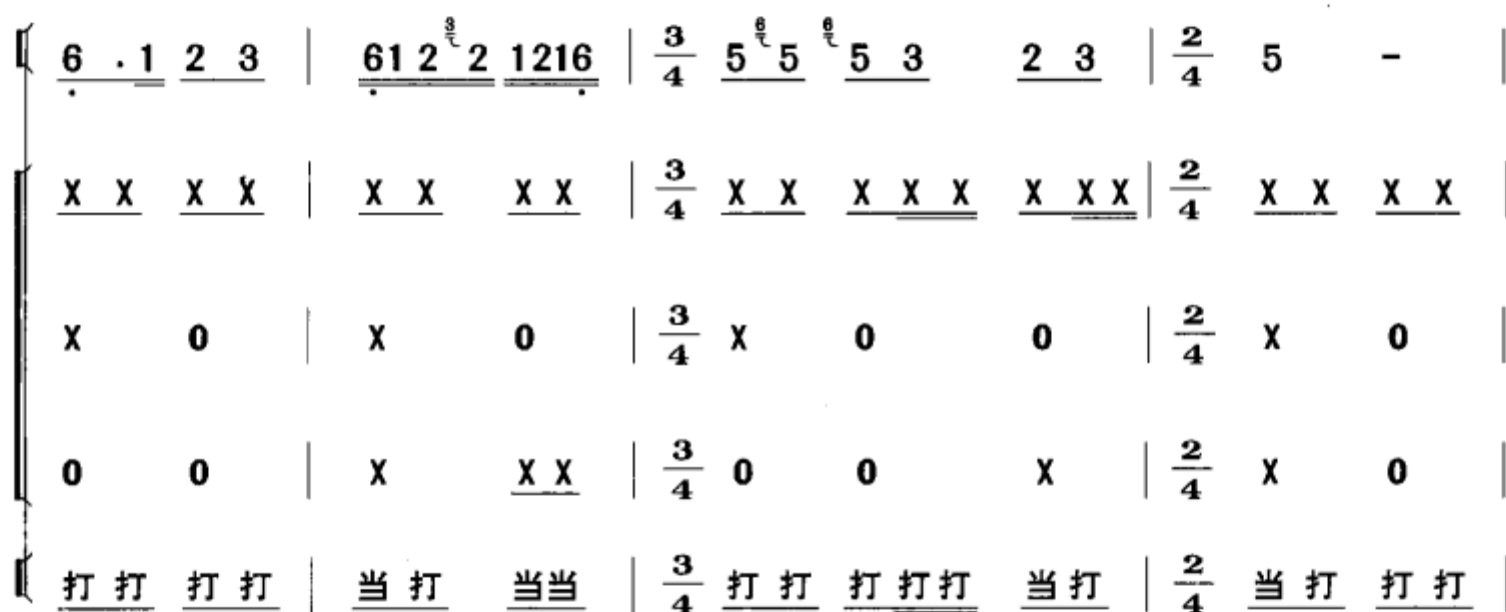 6 . 1 2 3 | 61 2 3 2 1216 | 3/4 5 6 5 6 5 3 2 3 | 2/4 5 - |
X X X X | X X X X | 3/4 X X X X X X X X | 2/4 X X X X |
X 0 | X 0 | 3/4 X 0 0 | 2/4 X 0 |
0 0 | X X X | 3/4 0 0 X | 2/4 X 0 |
打 打 打 打 | 当 打 当当 | 3/4 打 打 打 打打 当 打 | 2/4 当 打 打 打 |